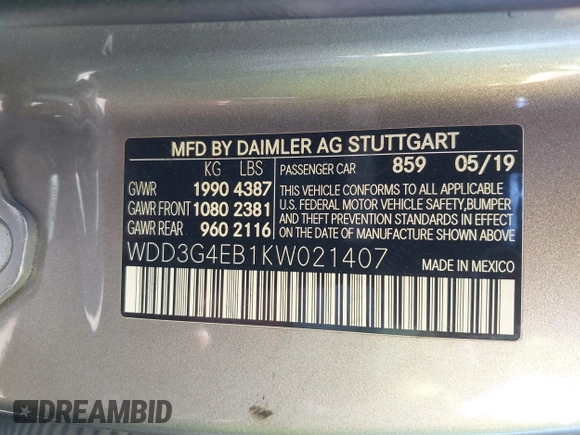 MFD BY DAIMLER AG STUTTGART
KG LBS PASSENGER CAR 859 05/19
GVWR 1990 4387 THIS VEHICLE CONFORMS TO ALL APPLICABLE
GAWR FRONT 1080 2381 U.S. FEDERAL MOTOR VEHICLE SAFETY,BUMPER
GAWR REAR 960 2116 AND THEFT PREVENTION STANDARDS IN EFFECT
ON THE DATE OF MANUFACTURE SHOWN ABOVE.
WDD3G4EB1KW021407 MADE IN MEXICO
DREAMBID